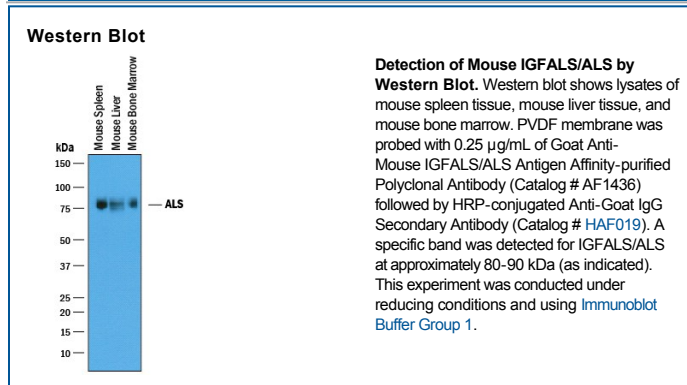 Western Blot
Mouse Spleen
Mouse Liver
Mouse Bone Marrow
kDa
150
100
75
50
37
25
20
15
10
ALS
Detection of Mouse IGFALS/ALS by
Western Blot. Western blot shows lysates of
mouse spleen tissue, mouse liver tissue, and
mouse bone marrow. PVDF membrane was
probed with 0.25 µg/mL of Goat Anti-
Mouse IGFALS/ALS Antigen Affinity-purified
Polyclonal Antibody (Catalog # AF1436)
followed by HRP-conjugated Anti-Goat IgG
Secondary Antibody (Catalog # HAF019). A
specific band was detected for IGFALS/ALS
at approximately 80-90 kDa (as indicated).
This experiment was conducted under
reducing conditions and using Immunoblot
Buffer Group 1.